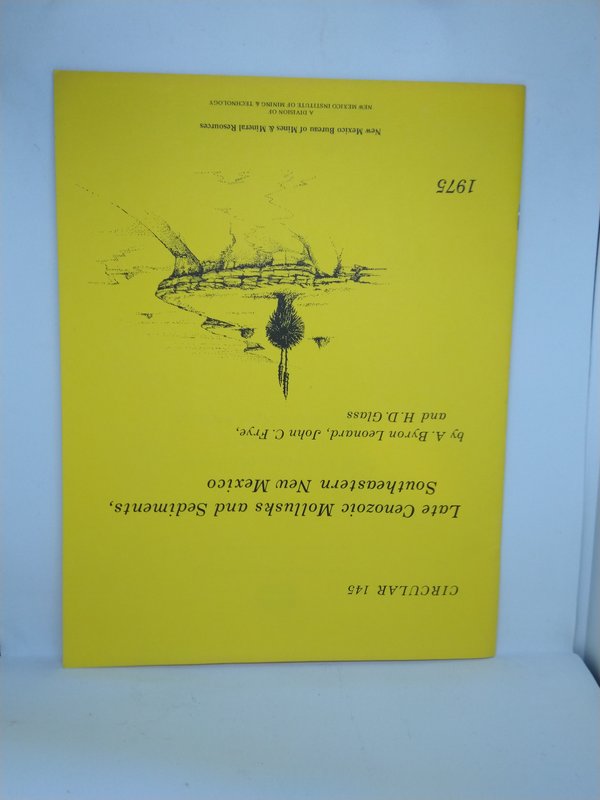 CIRCULAR 145
Late Cenozoic Mollusks and Sediments,
Southeastern New Mexico
by A. Byron Leonard, John C. Frye,
and H. D. Glass
1975
New Mexico Bureau of Mines & Mineral Resources
A DIVISION OF
NEW MEXICO INSTITUTE OF MINING & TECHNOLOGY